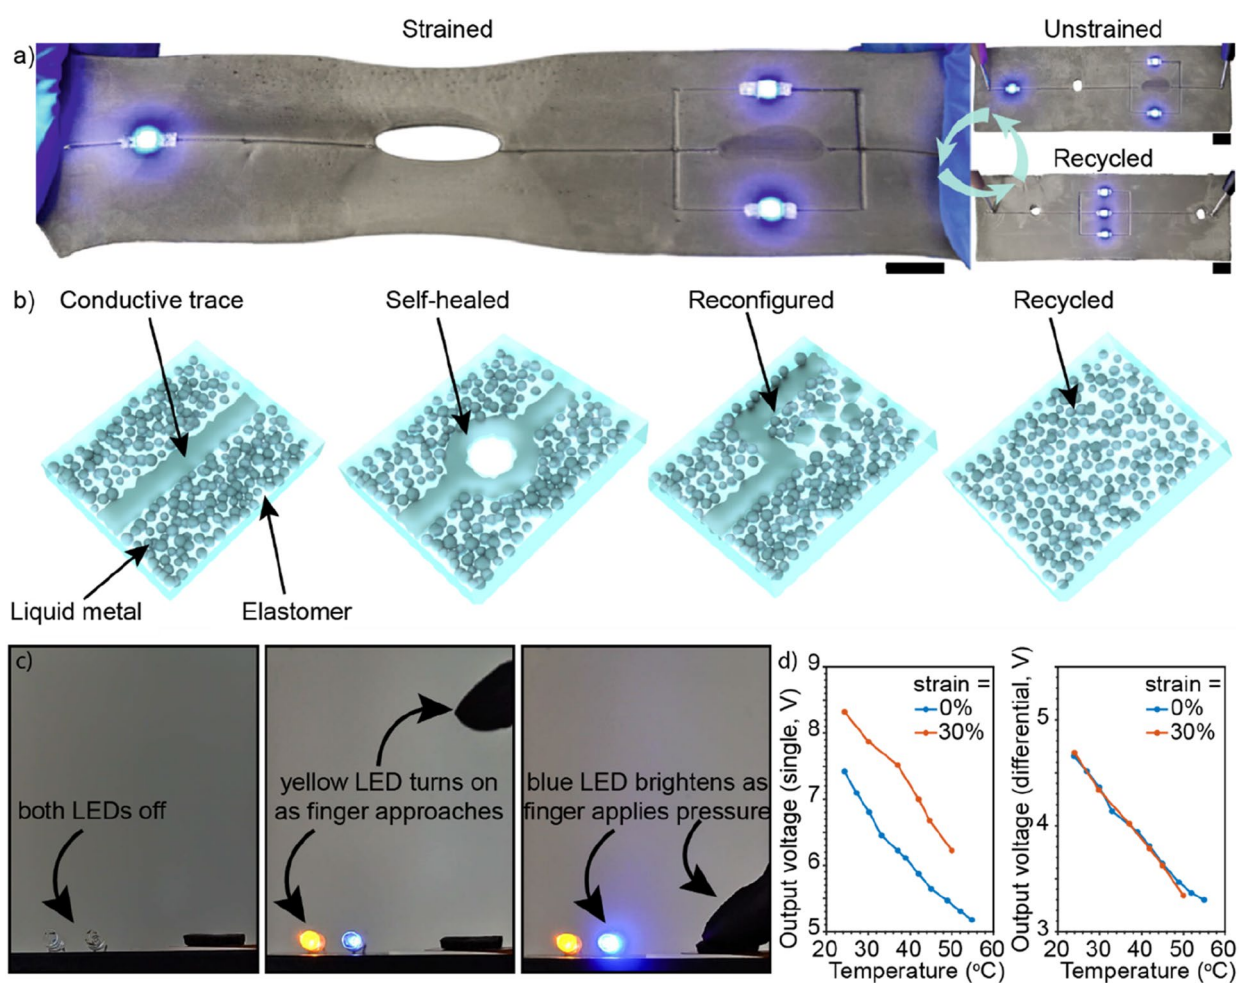 Strained
Unstrained
a)
Recycled
b)
Conductive trace
Self-healed
Reconfigured
Recycled
Liquid metal
Elastomer
c)
both LEDs off
yellow LED turns on
as finger approaches
blue LED brightens as
finger applies pressure
d)
Output voltage (single, V)
9
8
7
6
5
strain =
0%
30%
20 30 40 50 60
Temperature (°C)
Output voltage (differential, V)
5
4
3
strain =
0%
30%
20 30 40 50 60
Temperature (°C)